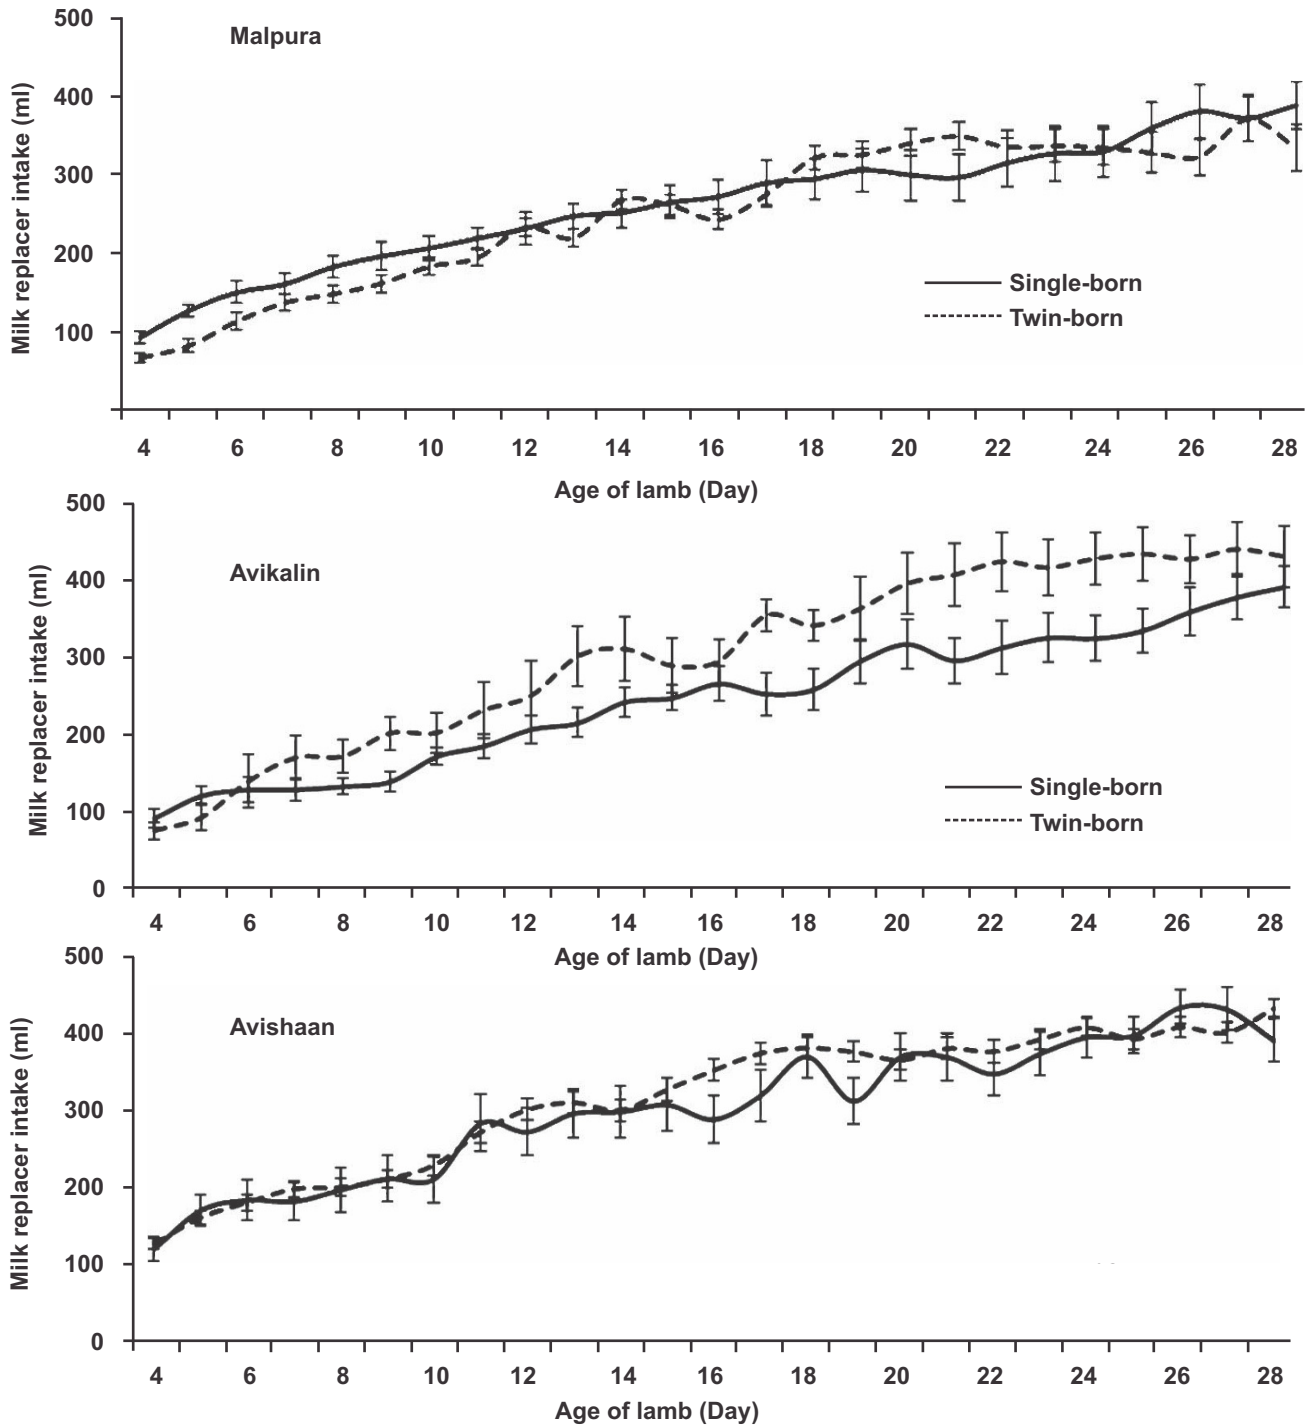 500
Malpura
400
300
200
100
Milk replacer intake (ml)
Single-born
Twin-born
4 6 8 10 12 14 16 18 20 22 24 26 28
Age of lamb (Day)
500
Avikalin
400
300
200
100
0
Milk replacer intake (ml)
Single-born
Twin-born
4 6 8 10 12 14 16 18 20 22 24 26 28
Age of lamb (Day)
500
Avishaan
400
300
200
100
0
Milk replacer intake (ml)
4 6 8 10 12 14 16 18 20 22 24 26 28
Age of lamb (Day)